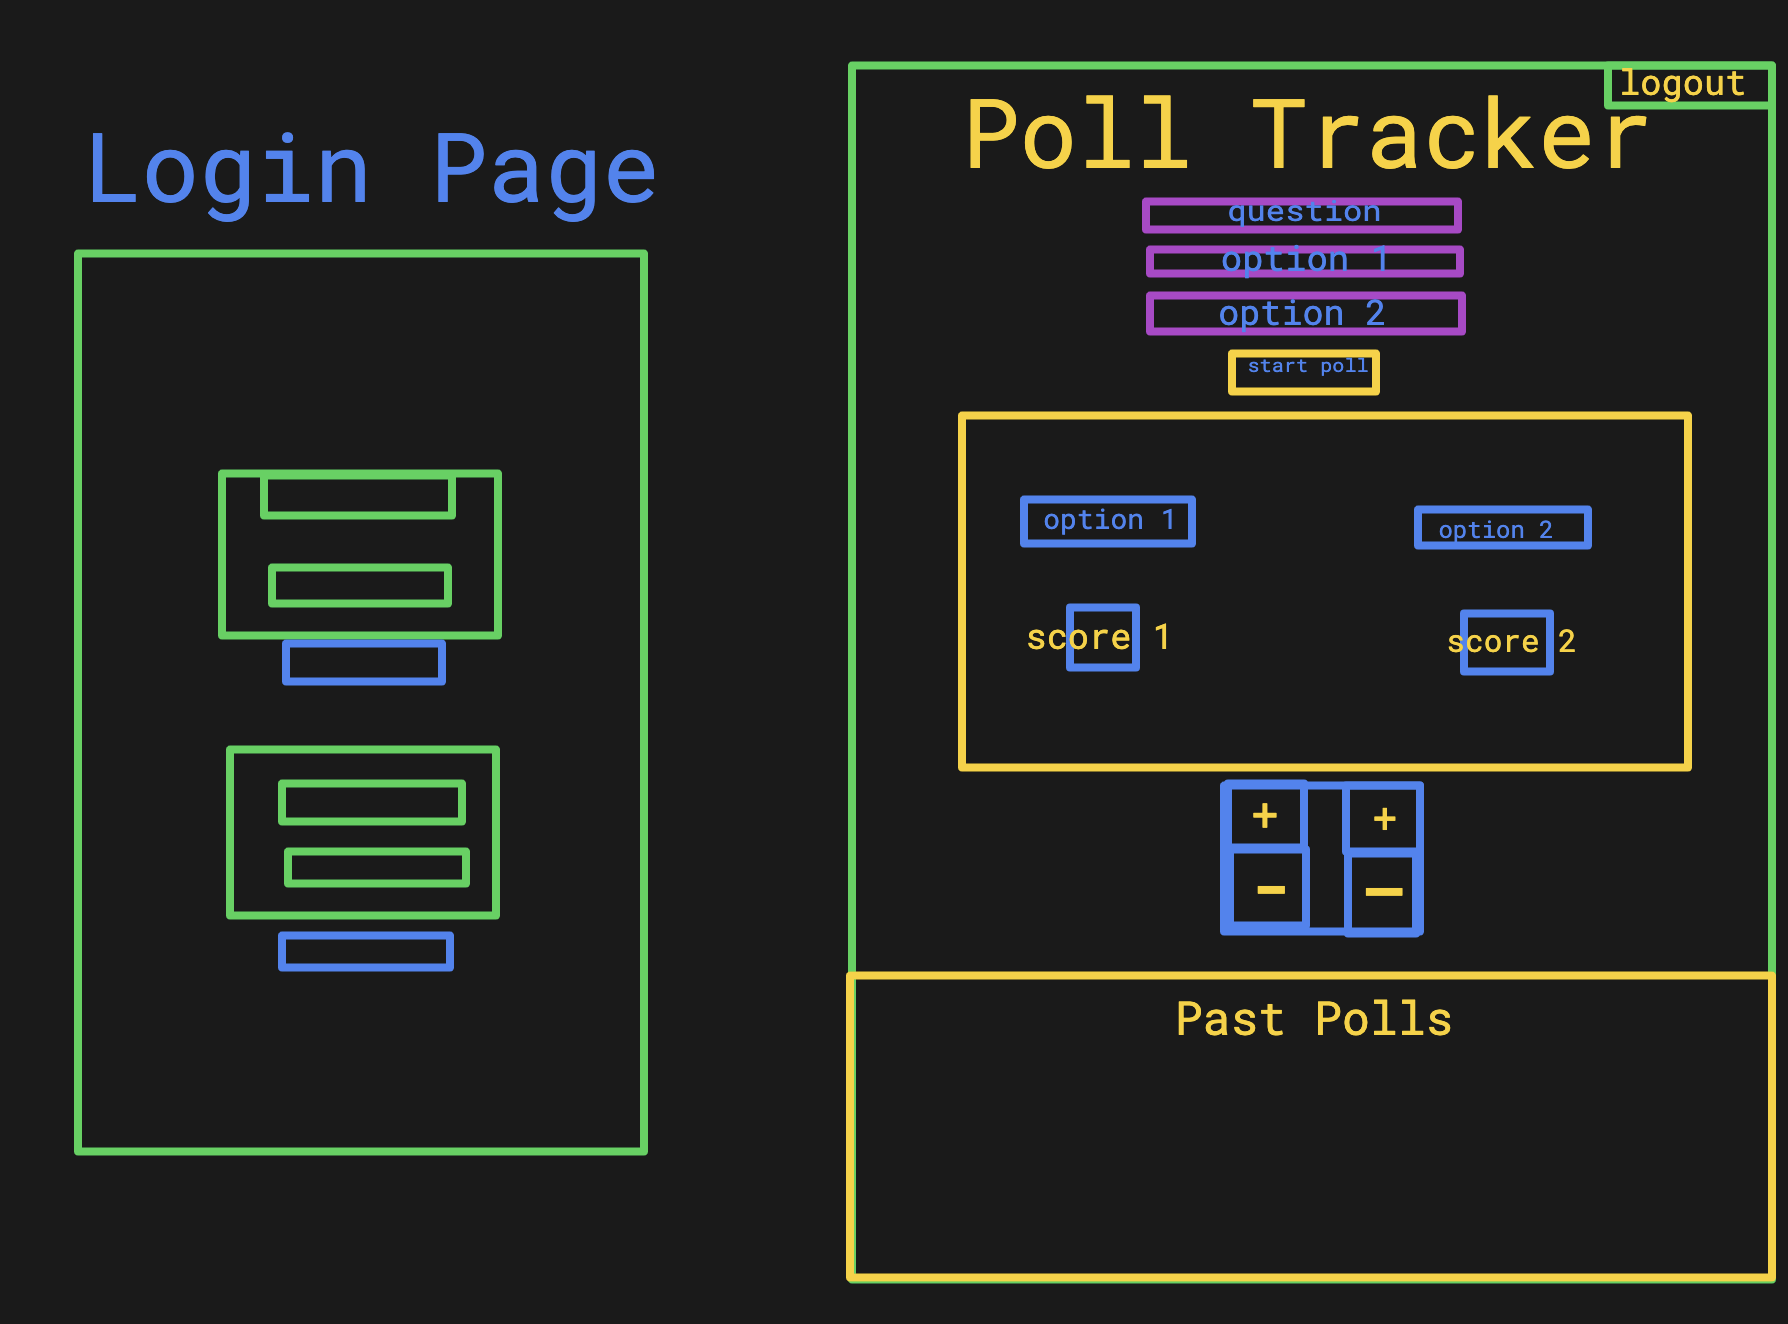 Login Page
logout
Poll Tracker
question
option 1
option 2
start poll
option 1
option 2
score 1
score 2
+
+
-
-
Past Polls